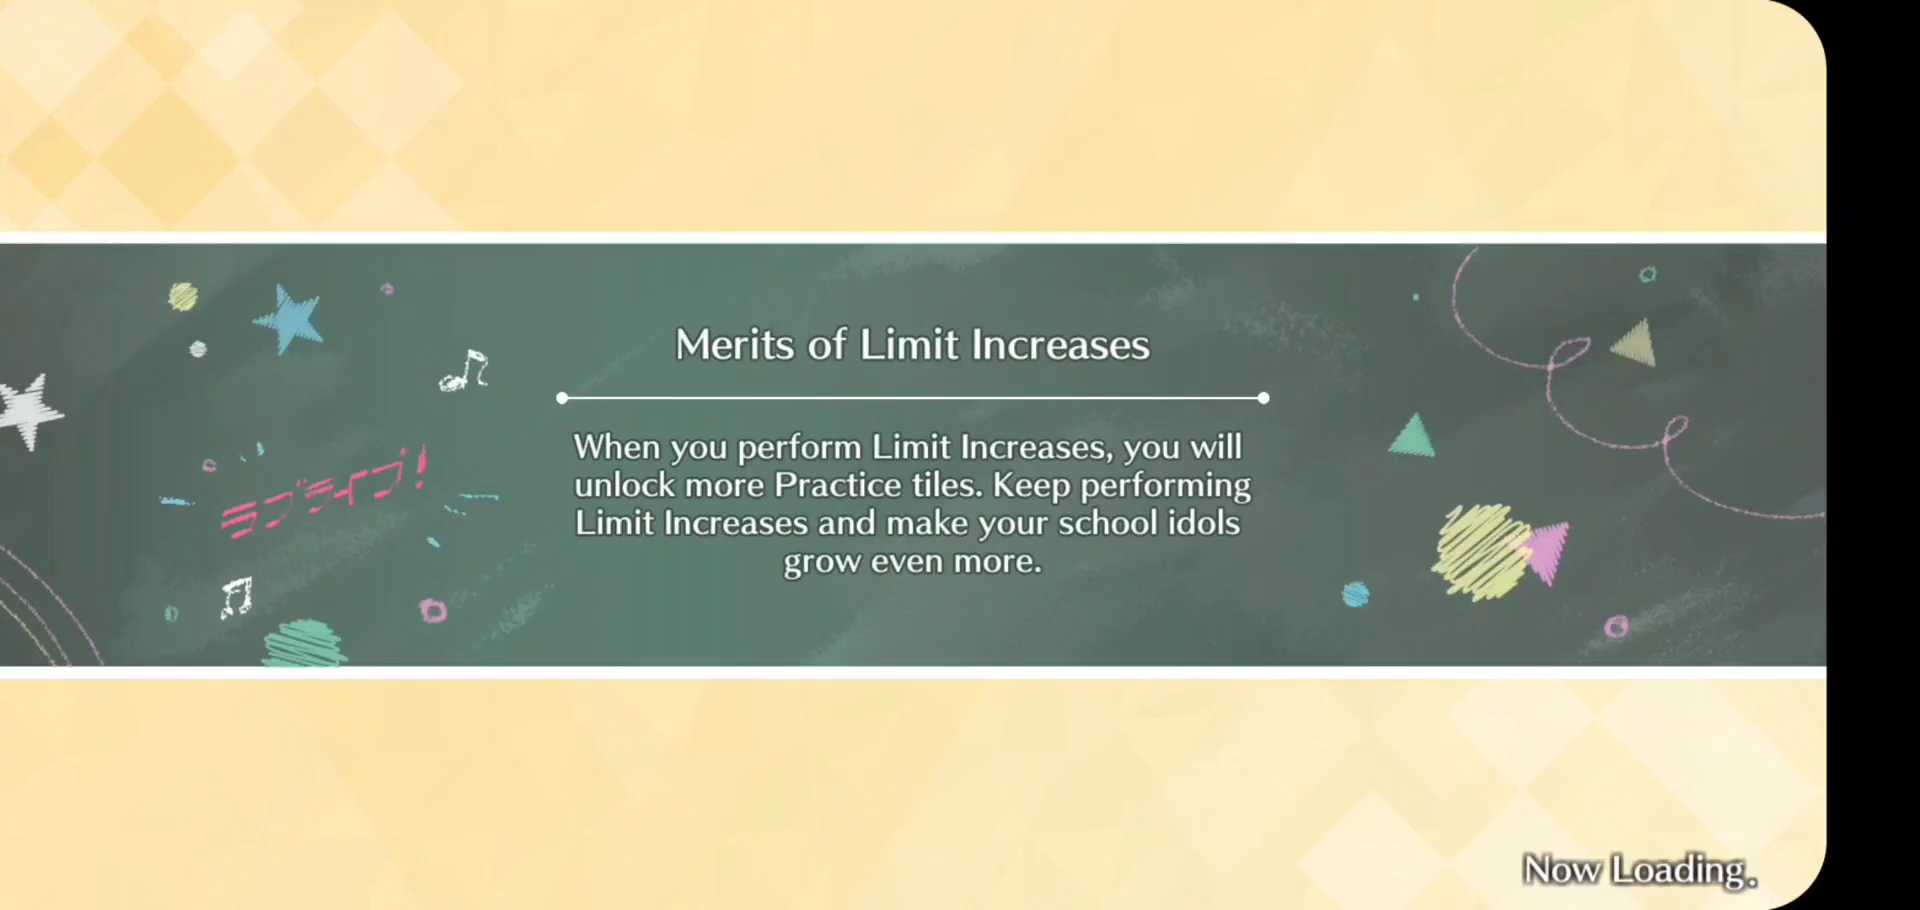 Merits of Limit Increases
When you perform Limit Increases, you will
unlock more Practice tiles. Keep performing
Limit Increases and make your school idols
grow even more.
ラブライブ!
Now Loading.